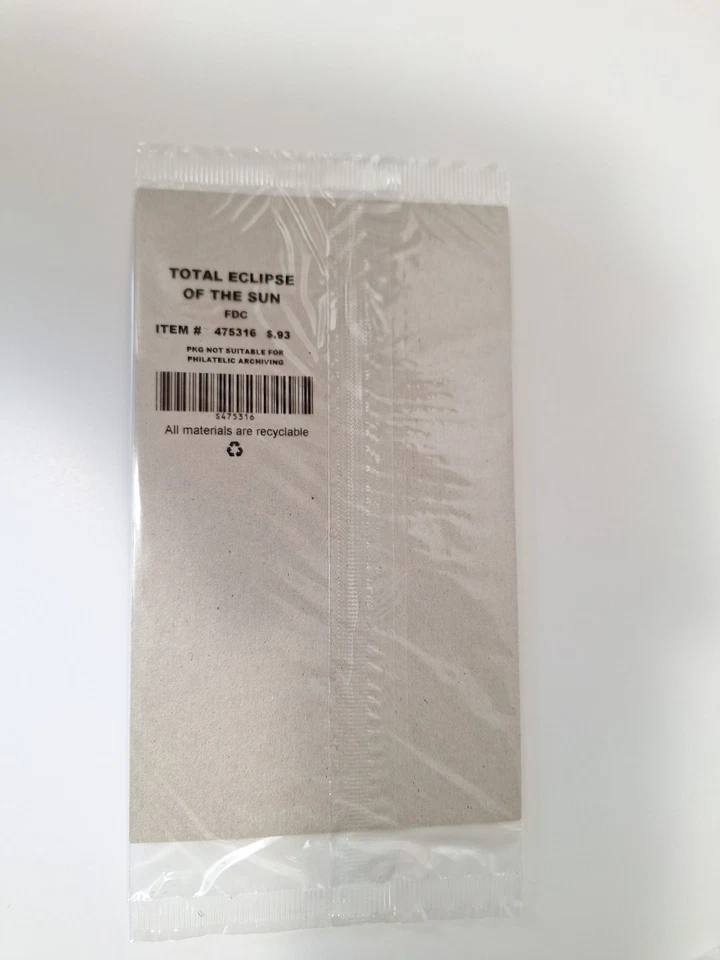 TOTAL ECLIPSE
OF THE SUN
FDC
ITEM # 475316 $.93
PKG NOT SUITABLE FOR
PHILATELIC ARCHIVING
S475316
All materials are recyclable